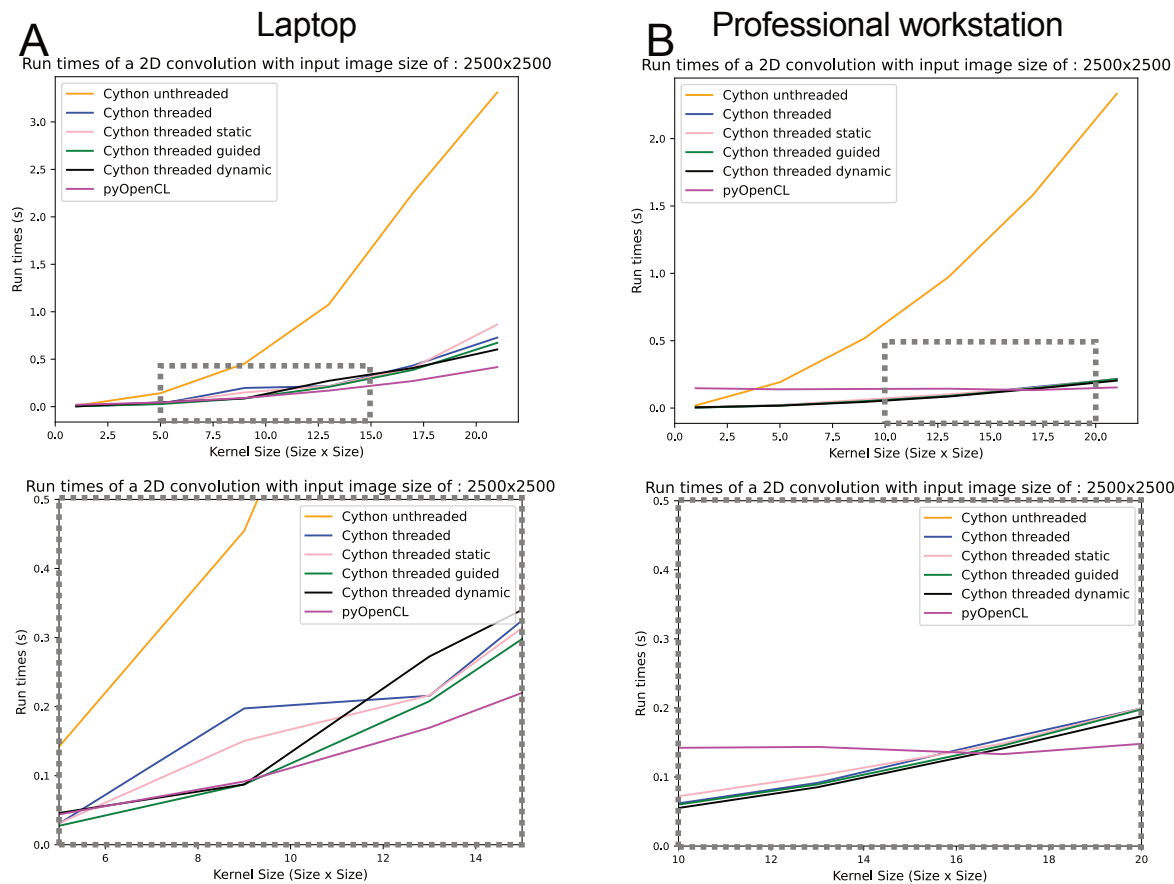 A
Laptop
Run times of a 2D convolution with input image size of : 2500x2500
Cython unthreaded
Cython threaded
Cython threaded static
Cython threaded guided
Cython threaded dynamic
pyOpenCL
Run times (s)
3.0
2.5
2.0
1.5
1.0
0.5
0.0
0.0 2.5 5.0 7.5 10.0 12.5 15.0 17.5 20.0
Kernel Size (Size x Size)
B
Professional workstation
Run times of a 2D convolution with input image size of : 2500x2500
Cython unthreaded
Cython threaded
Cython threaded static
Cython threaded guided
Cython threaded dynamic
pyOpenCL
Run times (s)
2.0
1.5
1.0
0.5
0.0
0.0 2.5 5.0 7.5 10.0 12.5 15.0 17.5 20.0
Kernel Size (Size x Size)
Run times of a 2D convolution with input image size of : 2500x2500
Cython unthreaded
Cython threaded
Cython threaded static
Cython threaded guided
Cython threaded dynamic
pyOpenCL
Run times (s)
0.5
0.4
0.3
0.2
0.1
0.0
6 8 10 12 14
Kernel Size (Size x Size)
Run times of a 2D convolution with input image size of : 2500x2500
Cython unthreaded
Cython threaded
Cython threaded static
Cython threaded guided
Cython threaded dynamic
pyOpenCL
Run times (s)
0.5
0.4
0.3
0.2
0.1
0.0
10 12 14 16 18 20
Kernel Size (Size x Size)